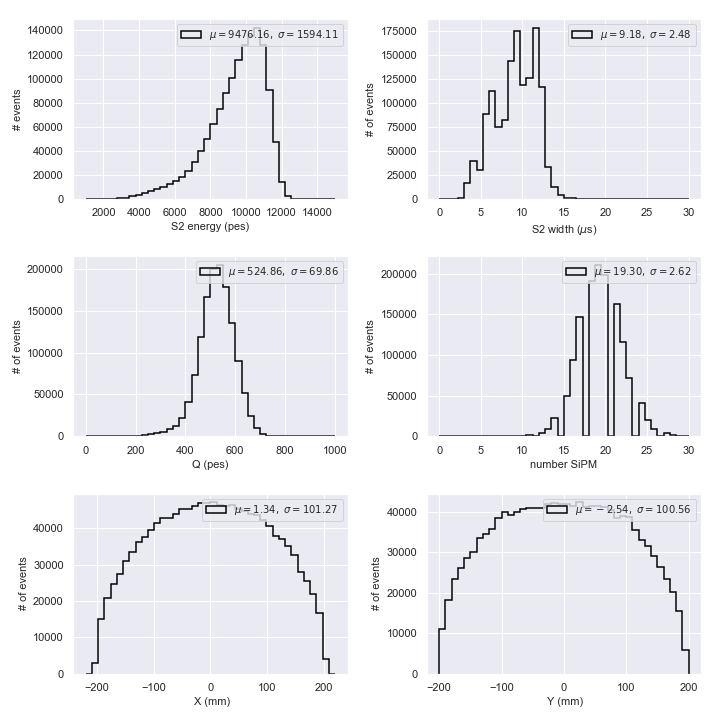 μ = 9476.16, σ = 1594.11
# events
140000
120000
100000
80000
60000
40000
20000
0
2000 4000 6000 8000 10000 12000 14000
S2 energy (pes)
μ = 9.18, σ = 2.48
# of events
175000
150000
125000
100000
75000
50000
25000
0
0 5 10 15 20 25 30
S2 width (μs)
μ = 524.86, σ = 69.86
# of events
200000
150000
100000
50000
0
0 200 400 600 800 1000
Q (pes)
μ = 19.30, σ = 2.62
# of events
200000
150000
100000
50000
0
0 5 10 15 20 25 30
number SiPM
μ = 1.34, σ = 101.27
# of events
40000
30000
20000
10000
0
−200 −100 0 100 200
X (mm)
μ = −2.54, σ = 100.56
# of events
40000
30000
20000
10000
0
−200 −100 0 100 200
Y (mm)